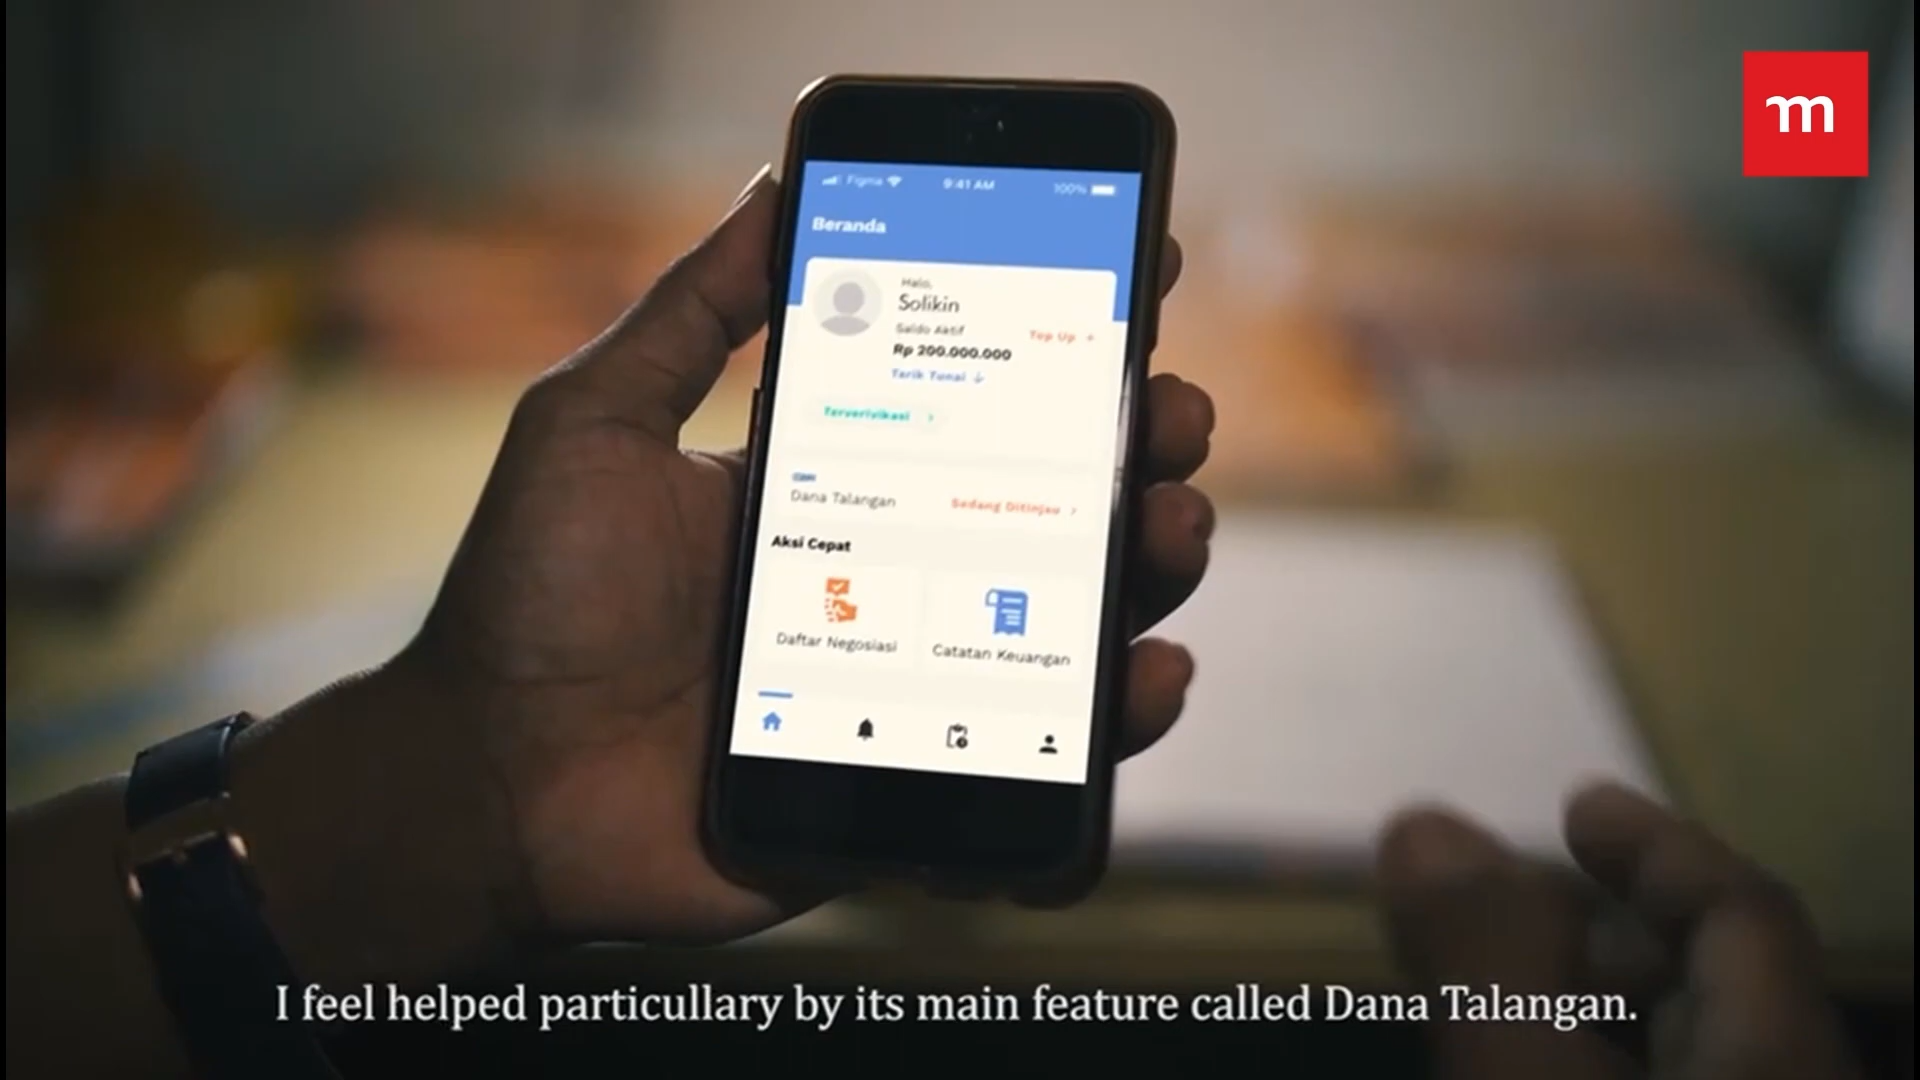 m
Figma
9:41 AM
100%
Beranda
Halo,
Solikin
Saldo Aktif
Top Up +
Rp 200.000.000
Tarik Tunai
Terverivikasi >
Dana Talangan
Sedang Ditinjau >
Aksi Cepat
Daftar Negosiasi
Catatan Keuangan
I feel helped particullary by its main feature called Dana Talangan.